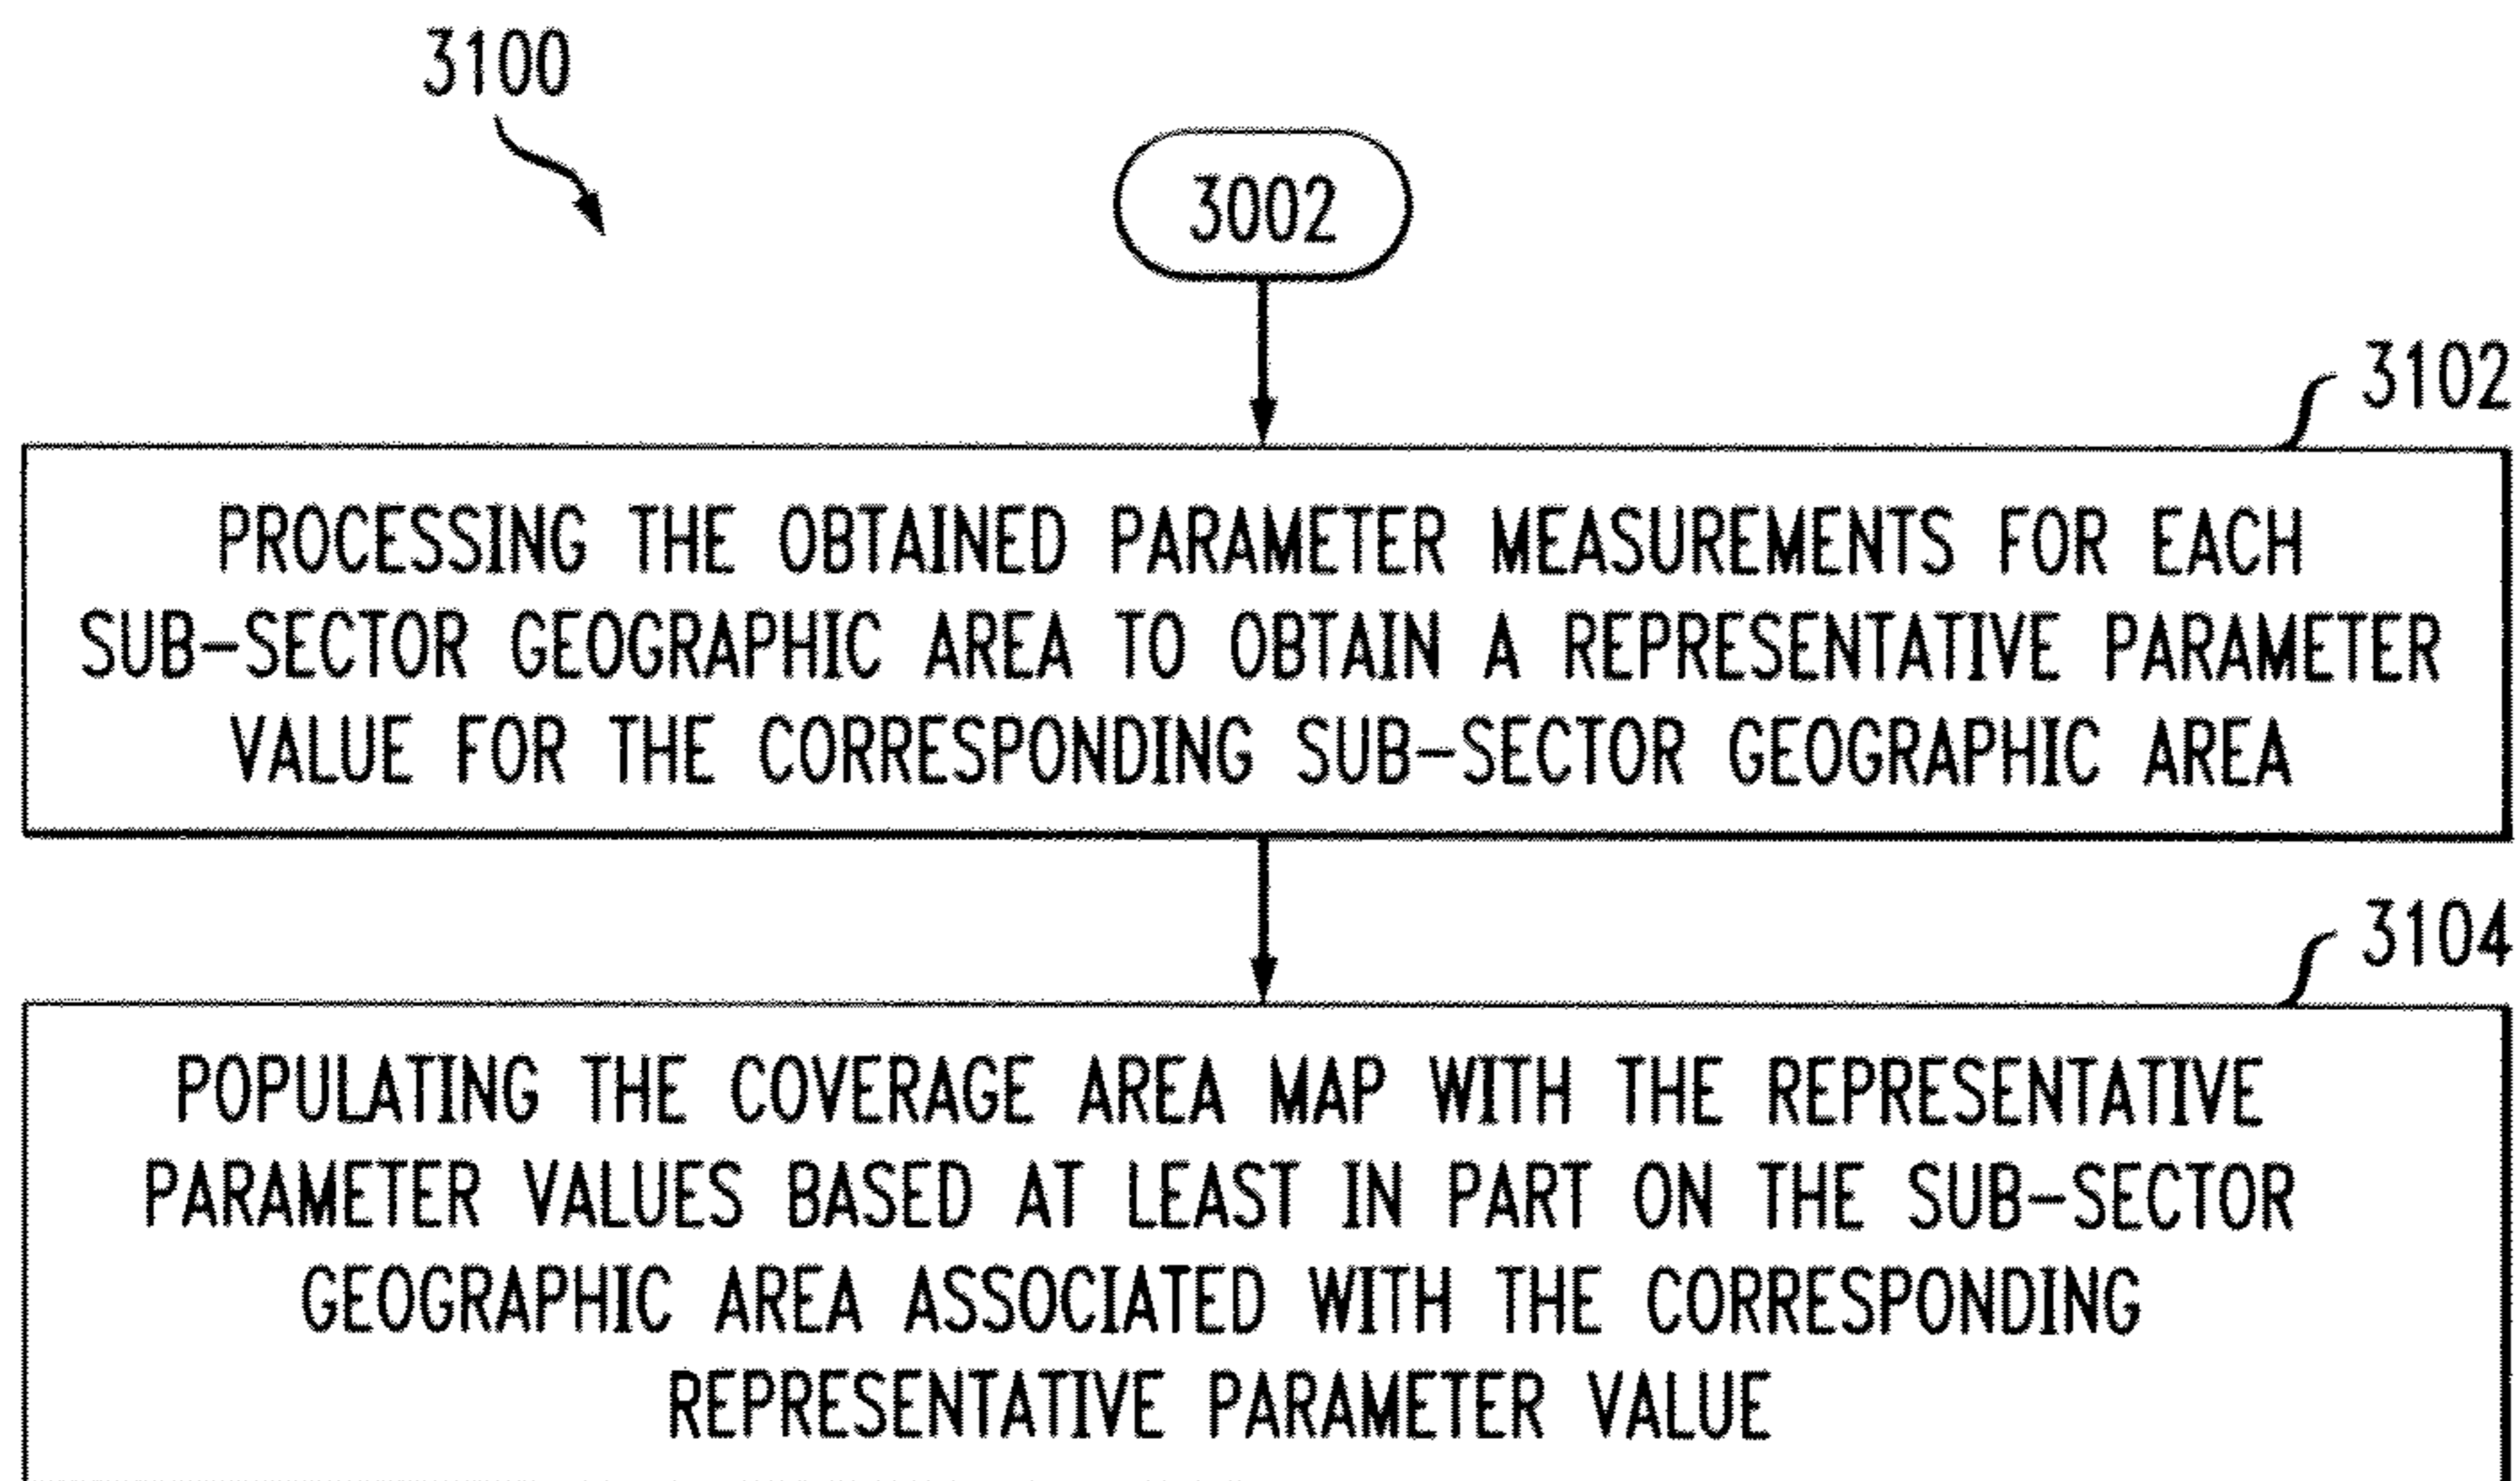 3100
3002
3102
PROCESSING THE OBTAINED PARAMETER MEASUREMENTS FOR EACH
SUB-SECTOR GEOGRAPHIC AREA TO OBTAIN A REPRESENTATIVE PARAMETER
VALUE FOR THE CORRESPONDING SUB-SECTOR GEOGRAPHIC AREA
3104
POPULATING THE COVERAGE AREA MAP WITH THE REPRESENTATIVE
PARAMETER VALUES BASED AT LEAST IN PART ON THE SUB-SECTOR
GEOGRAPHIC AREA ASSOCIATED WITH THE CORRESPONDING
REPRESENTATIVE PARAMETER VALUE